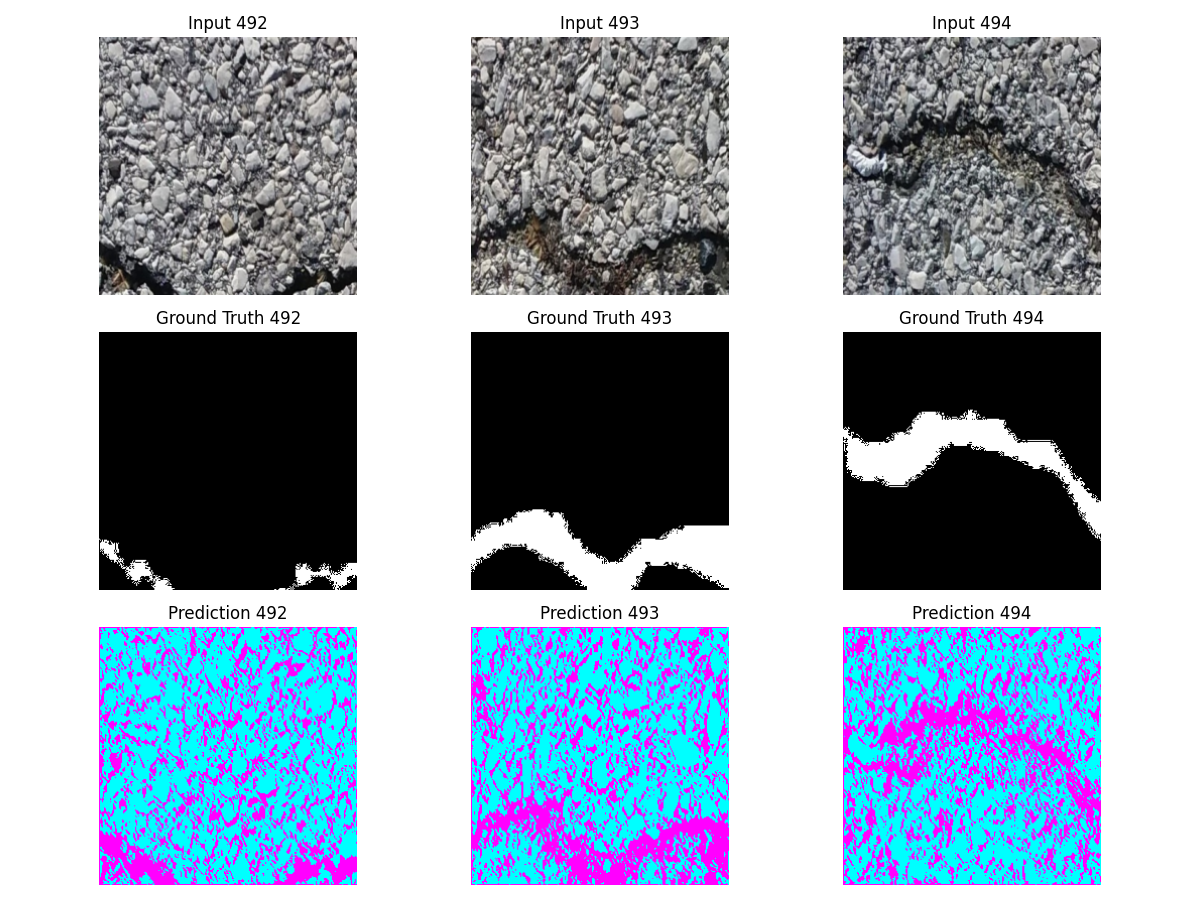 Input 492
Input 493
Input 494
Ground Truth 492
Ground Truth 493
Ground Truth 494
Prediction 492
Prediction 493
Prediction 494